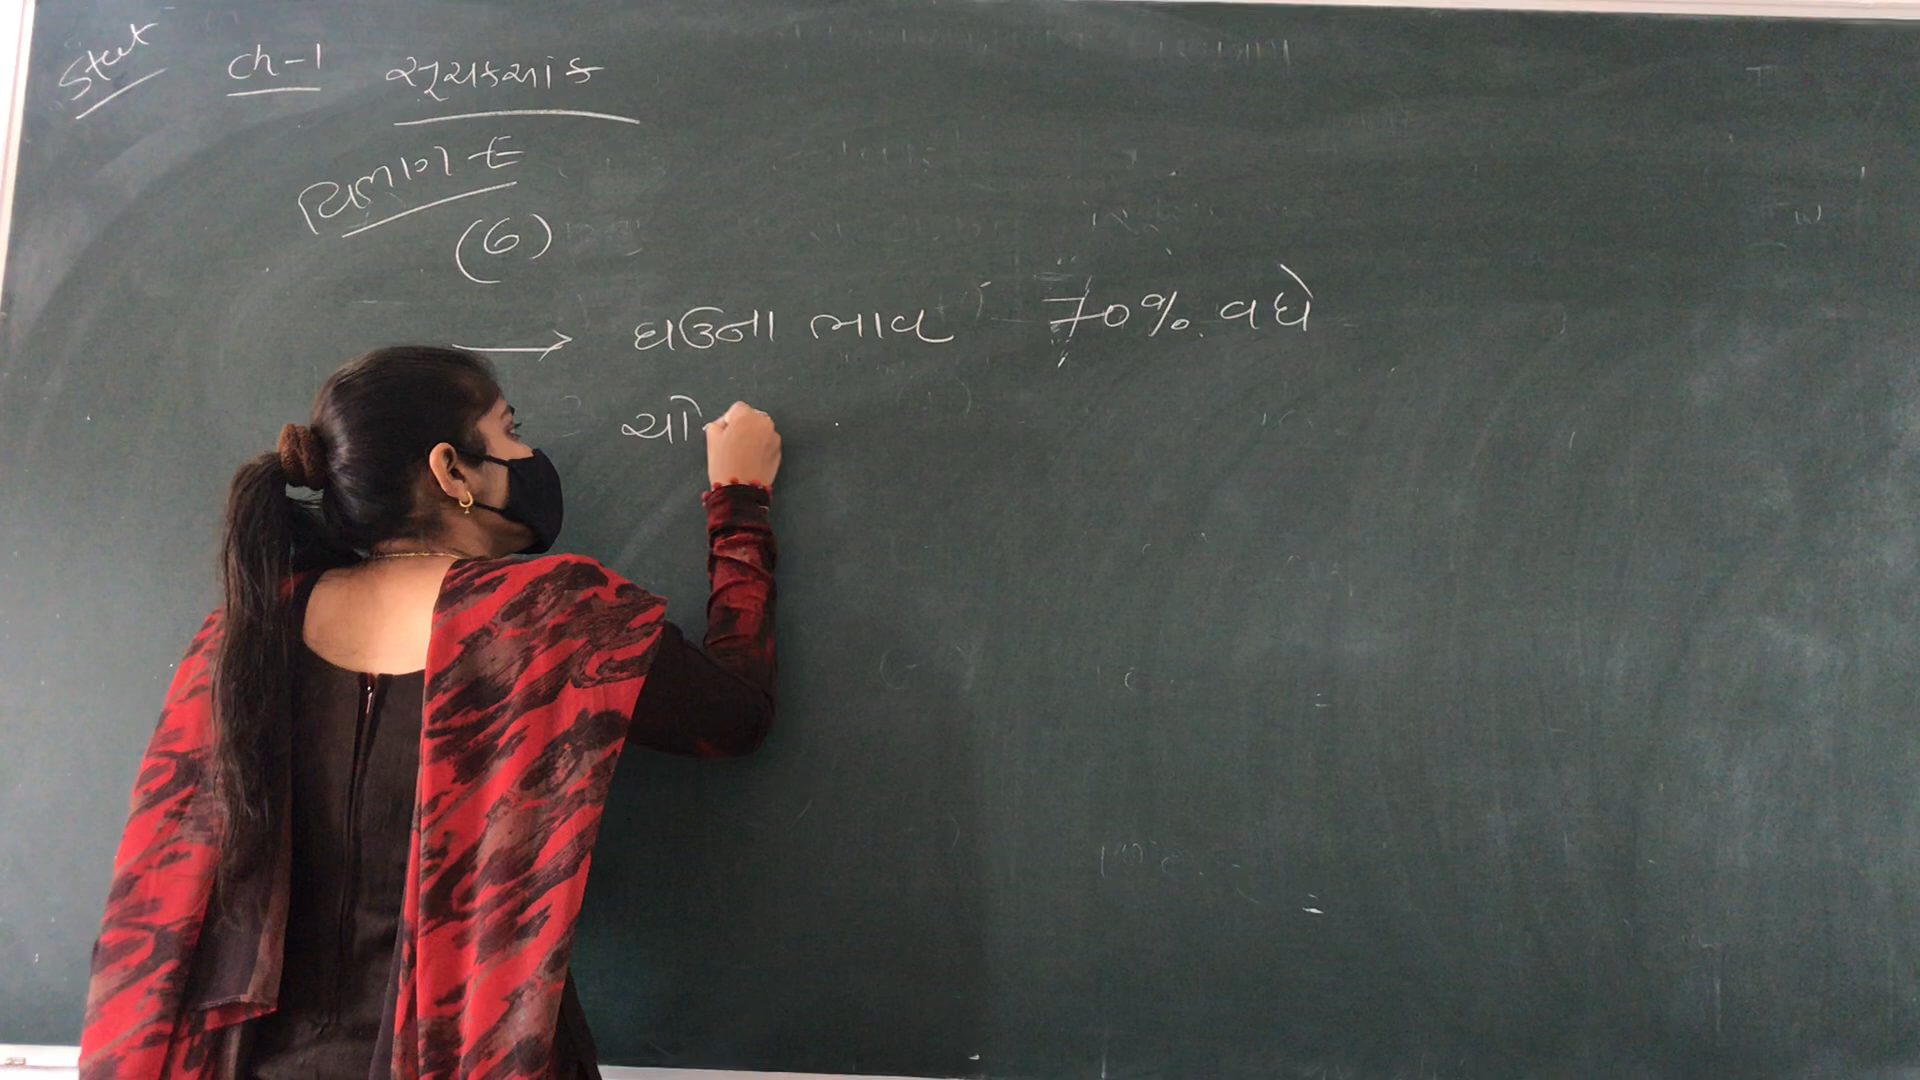 Stat Ch-1 સૂચકઆંક
વિભાગ-E
(6)
→ ઘઉંના ભાવ 70% વધે
ચો